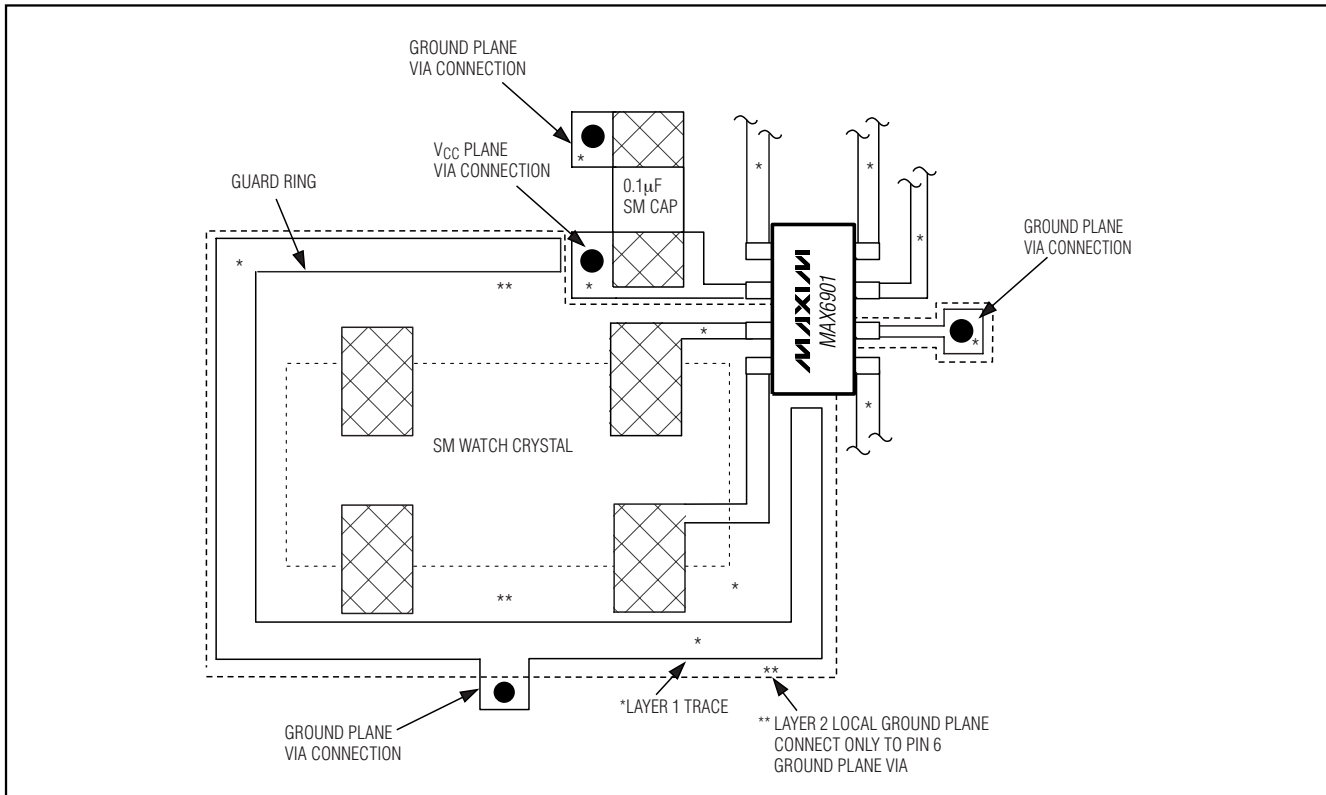 GROUND PLANE
VIA CONNECTION
VCC PLANE
VIA CONNECTION
GUARD RING
0.1μF
SM CAP
*
*
*
*
*
*
**
*
MAXIM
MAX6901
GROUND PLANE
VIA CONNECTION
*
*
SM WATCH CRYSTAL
**
*
*
**
*LAYER 1 TRACE
GROUND PLANE
VIA CONNECTION
** LAYER 2 LOCAL GROUND PLANE
CONNECT ONLY TO PIN 6
GROUND PLANE VIA